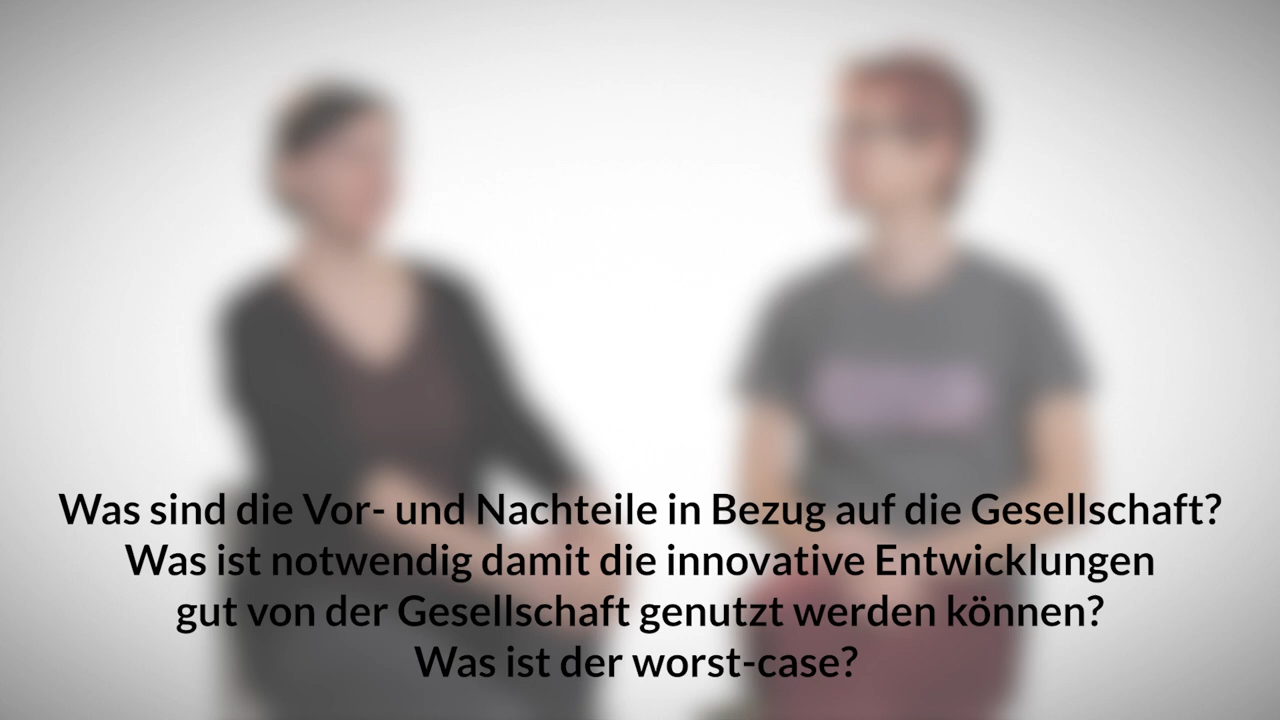 Was sind die Vor- und Nachteile in Bezug auf die Gesellschaft?
Was ist notwendig damit die innovative Entwicklungen
gut von der Gesellschaft genutzt werden können?
Was ist der worst-case?